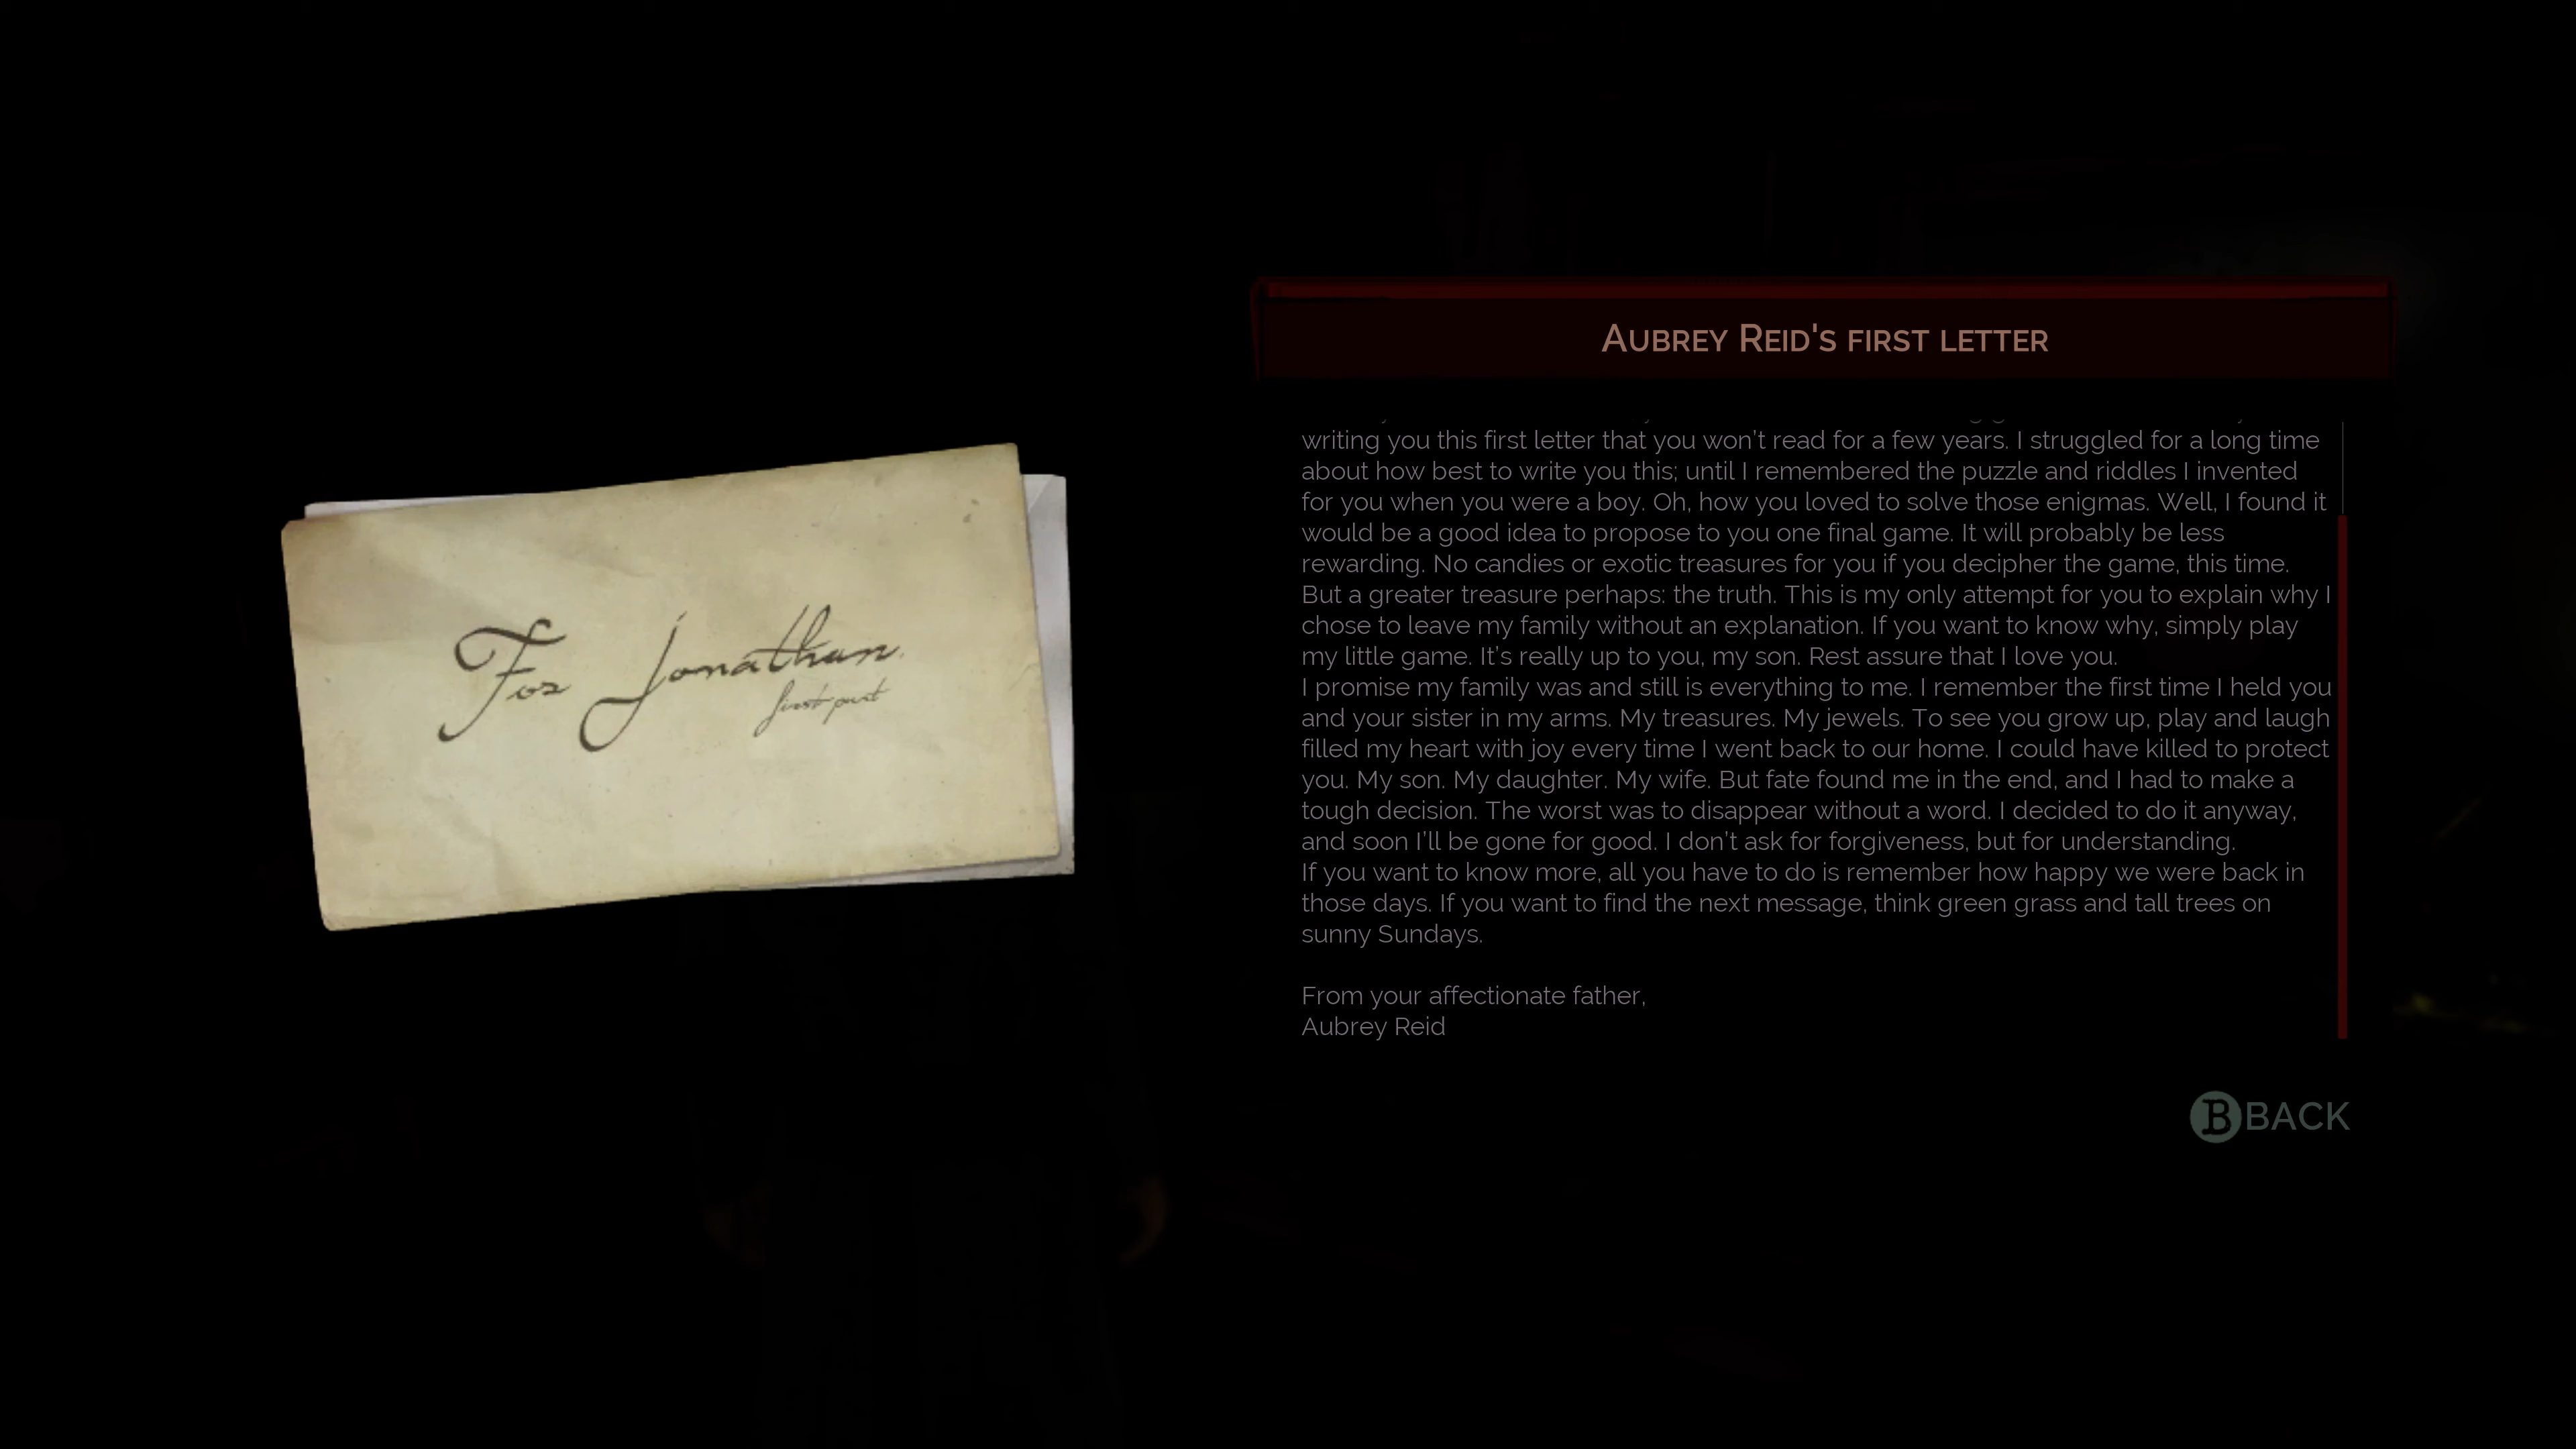 AUBREY REID'S FIRST LETTER
writing you this first letter that you won't read for a few years. I struggled for a long time
about how best to write you this; until I remembered the puzzle and riddles I invented
for you when you were a boy. Oh, how you loved to solve those enigmas. Well, I found it
would be a good idea to propose to you one final game. It will probably be less
rewarding. No candies or exotic treasures for you if you decipher the game, this time.
But a greater treasure perhaps: the truth. This is my only attempt for you to explain why I
chose to leave my family without an explanation. If you want to know why, simply play
my little game. It's really up to you, my son. Rest assure that I love you.
I promise my family was and still is everything to me. I remember the first time I held you
and your sister in my arms. My treasures. My jewels. To see you grow up, play and laugh
filled my heart with joy every time I went back to our home. I could have killed to protect
you. My son. My daughter. My wife. But fate found me in the end, and I had to make a
tough decision. The worst was to disappear without a word. I decided to do it anyway,
and soon I'll be gone for good. I don't ask for forgiveness, but for understanding.
If you want to know more, all you have to do is remember how happy we were back in
those days. If you want to find the next message, think green grass and tall trees on
sunny Sundays.
From your affectionate father,
Aubrey Reid
For Jonathan.
first part
B BACK